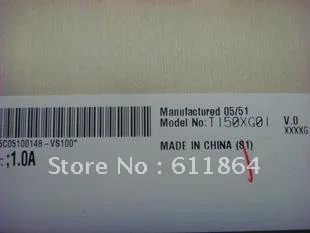 Manufactured 05/51
Model No:T150XG01 V.0
XXXXG
5C05100148-VS100*
MADE IN CHINA (S1)
:;1.0A
Store No : 611864